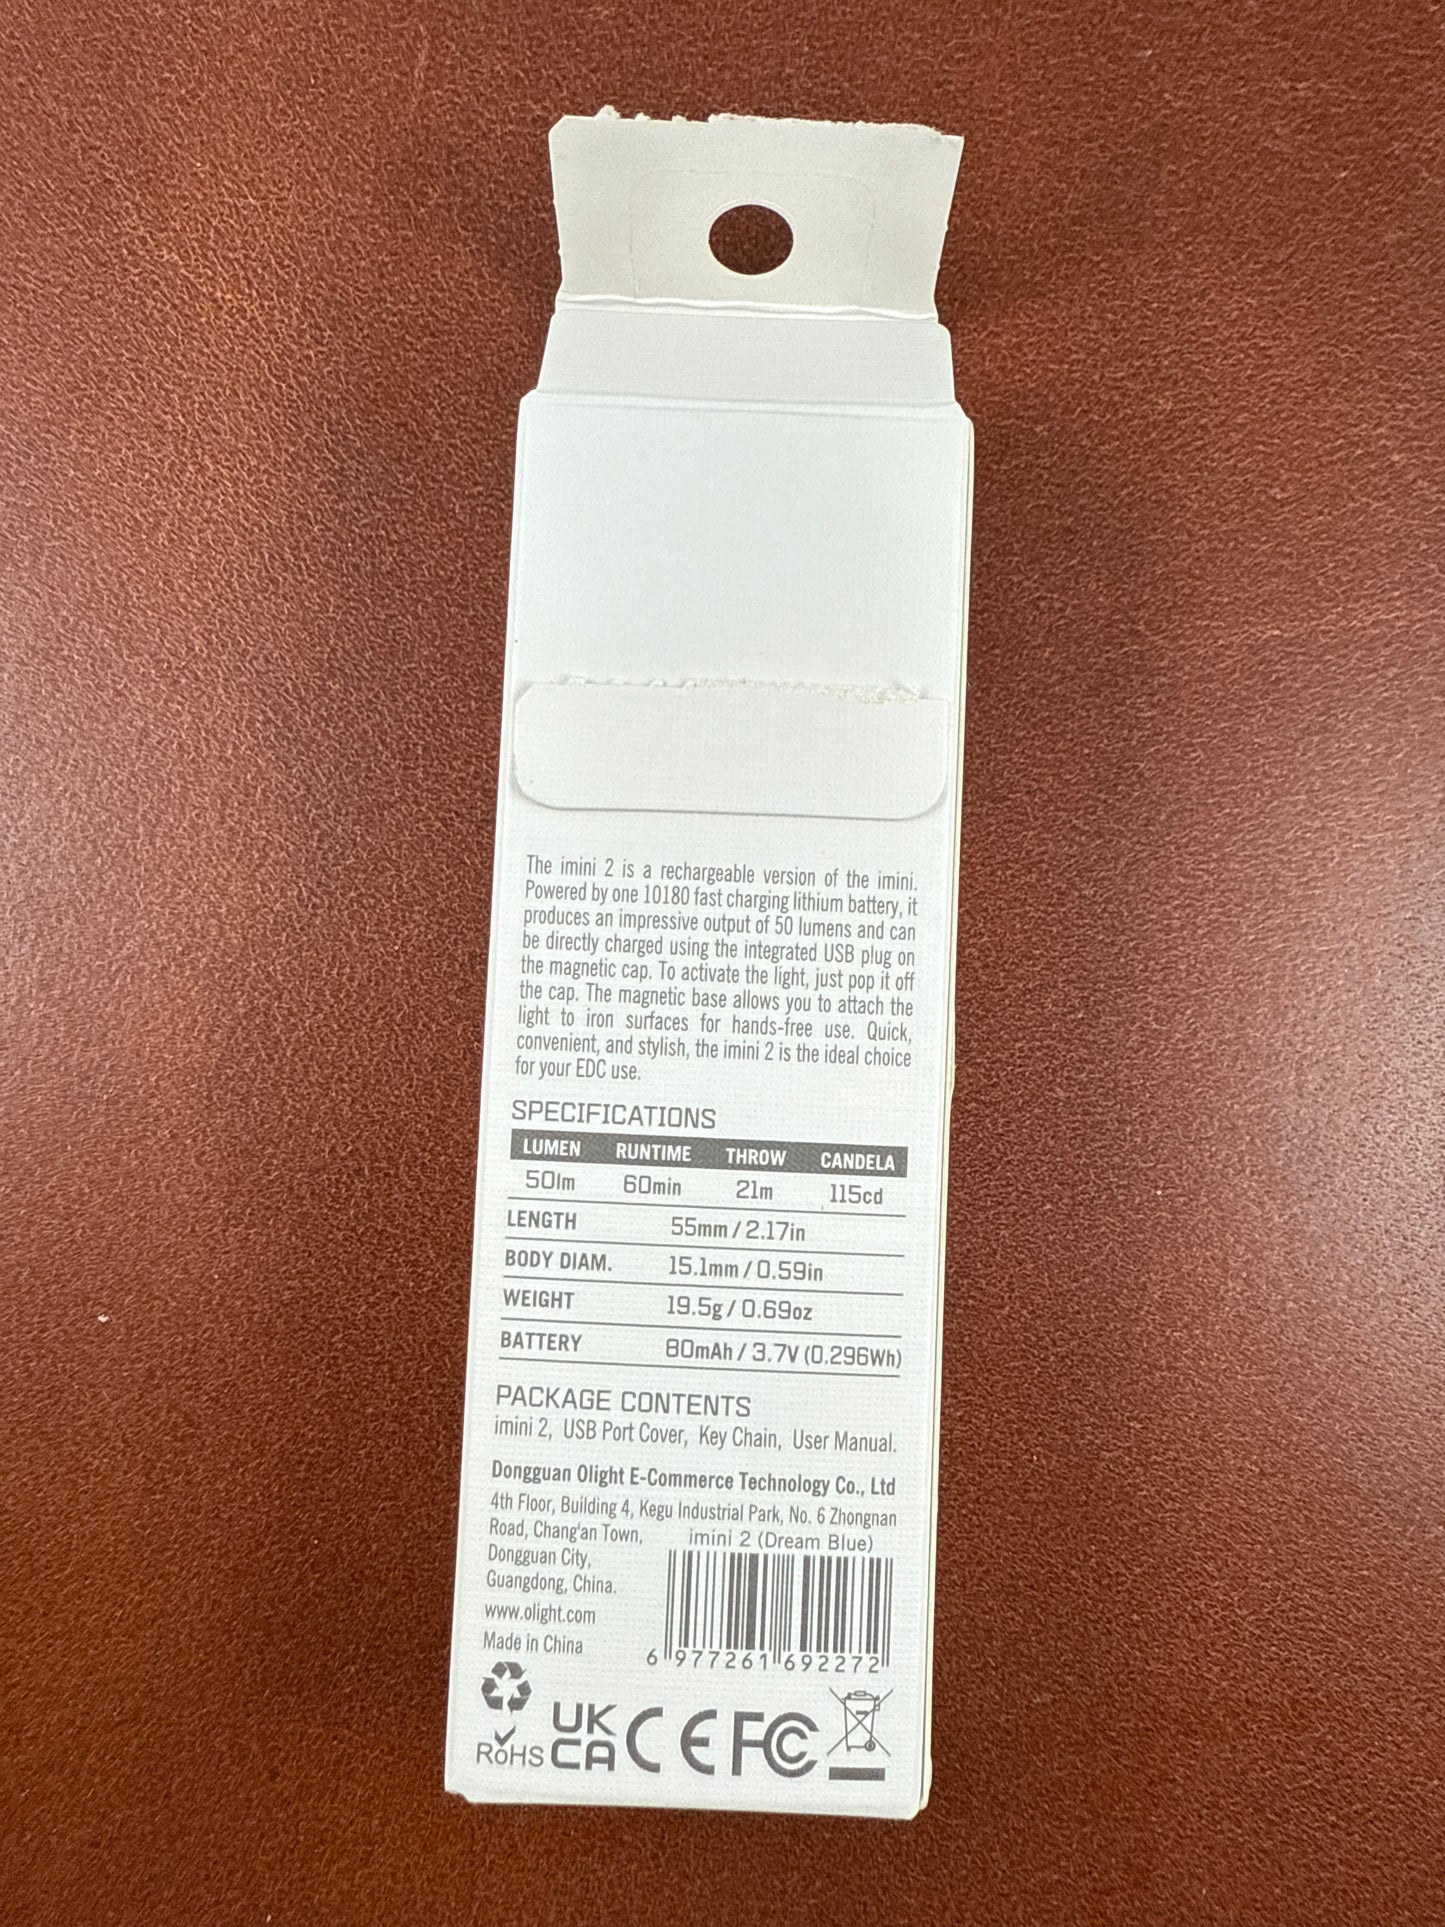 The imini 2 is a rechargeable version of the imini.
Powered by one 10180 fast charging lithium battery, it
produces an impressive output of 50 lumens and can
be directly charged using the integrated USB plug on
the magnetic cap. To activate the light, just pop it off
the cap. The magnetic base allows you to attach the
light to iron surfaces for hands-free use. Quick,
convenient, and stylish, the imini 2 is the ideal choice
for your EDC use.
SPECIFICATIONS
LUMEN RUNTIME THROW CANDELA
50lm 60min 21m 115cd
LENGTH 55mm / 2.17in
BODY DIAM. 15.1mm / 0.59in
WEIGHT 19.5g / 0.69oz
BATTERY 80mAh / 3.7V (0.296Wh)
PACKAGE CONTENTS
imini 2, USB Port Cover, Key Chain, User Manual.
Dongguan Olight E-Commerce Technology Co., Ltd
4th Floor, Building 4, Kegu Industrial Park, No. 6 Zhongnan
Road, Chang'an Town,
Dongguan City,
Guangdong, China.
www.olight.com
Made in China
imini 2 (Dream Blue)
6 977261 692272
RoHS
UK
CA
CE
FC